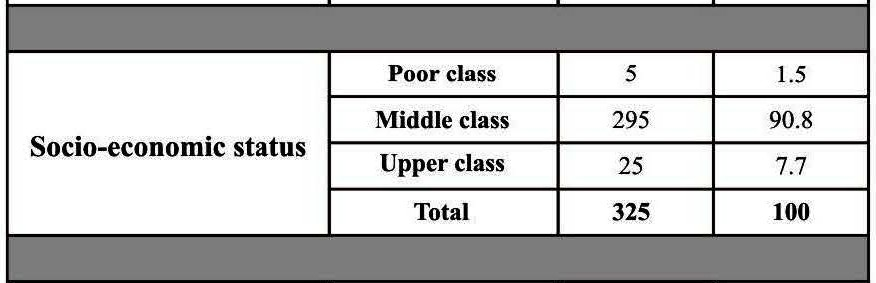 Poor class 5 1.5
Middle class 295 90.8
Socio-economic status
Upper class 25 7.7
Total 325 100